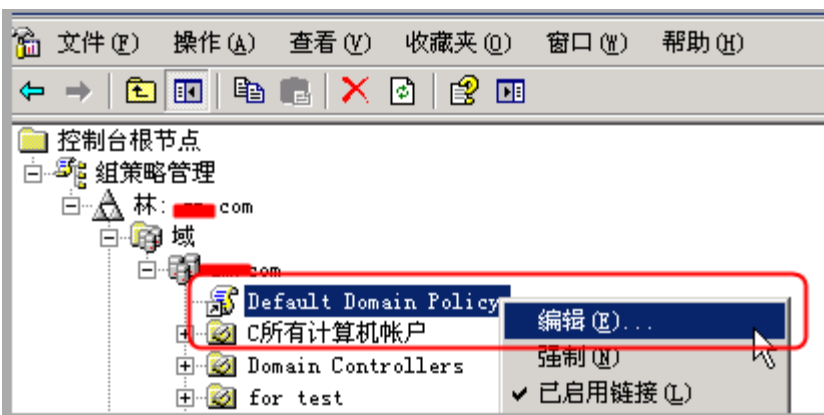 文件(F) 操作(A) 查看(V) 收藏夹(O) 窗口(W) 帮助(H)
控制台根节点
组策略管理
林: com
域
com
Default Domain Policy
编辑(E)...
C所有计算机帐户
强制(N)
Domain Controllers
已启用链接(L)
for test